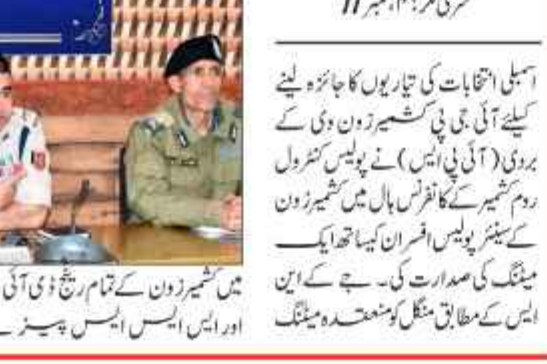 اسمبلی انتخابات کی تیاریوں کا جائزہ لینے
کیلئے آئی جی پی کشمیر زون وی کے
بردی (آئی پی ایس) نے پولیس کنٹرول
روم کشمیر کے کانفرنس ہال میں کشمیر زون
کے سینئر پولیس افسران کیساتھ ایک
میٹنگ کی صدارت کی۔ جے کے این
ایس کے مطابق منگل کو منعقدہ میٹنگ
میں کشمیر زون کے تمام رینج ڈی آئی
اور ایس ایس ایس پیز نے